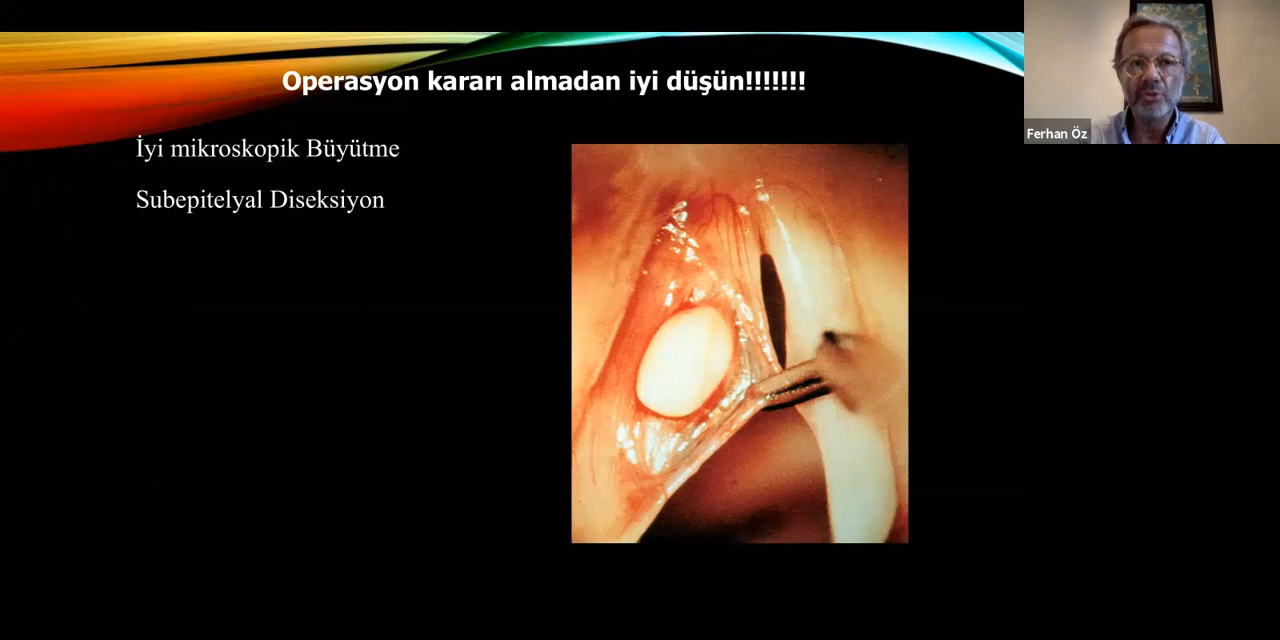 Operasyon kararı almadan iyi düşün!!!!!!!
İyi mikroskopik Büyütme
Subepitelyal Diseksiyon
Ferhan Öz